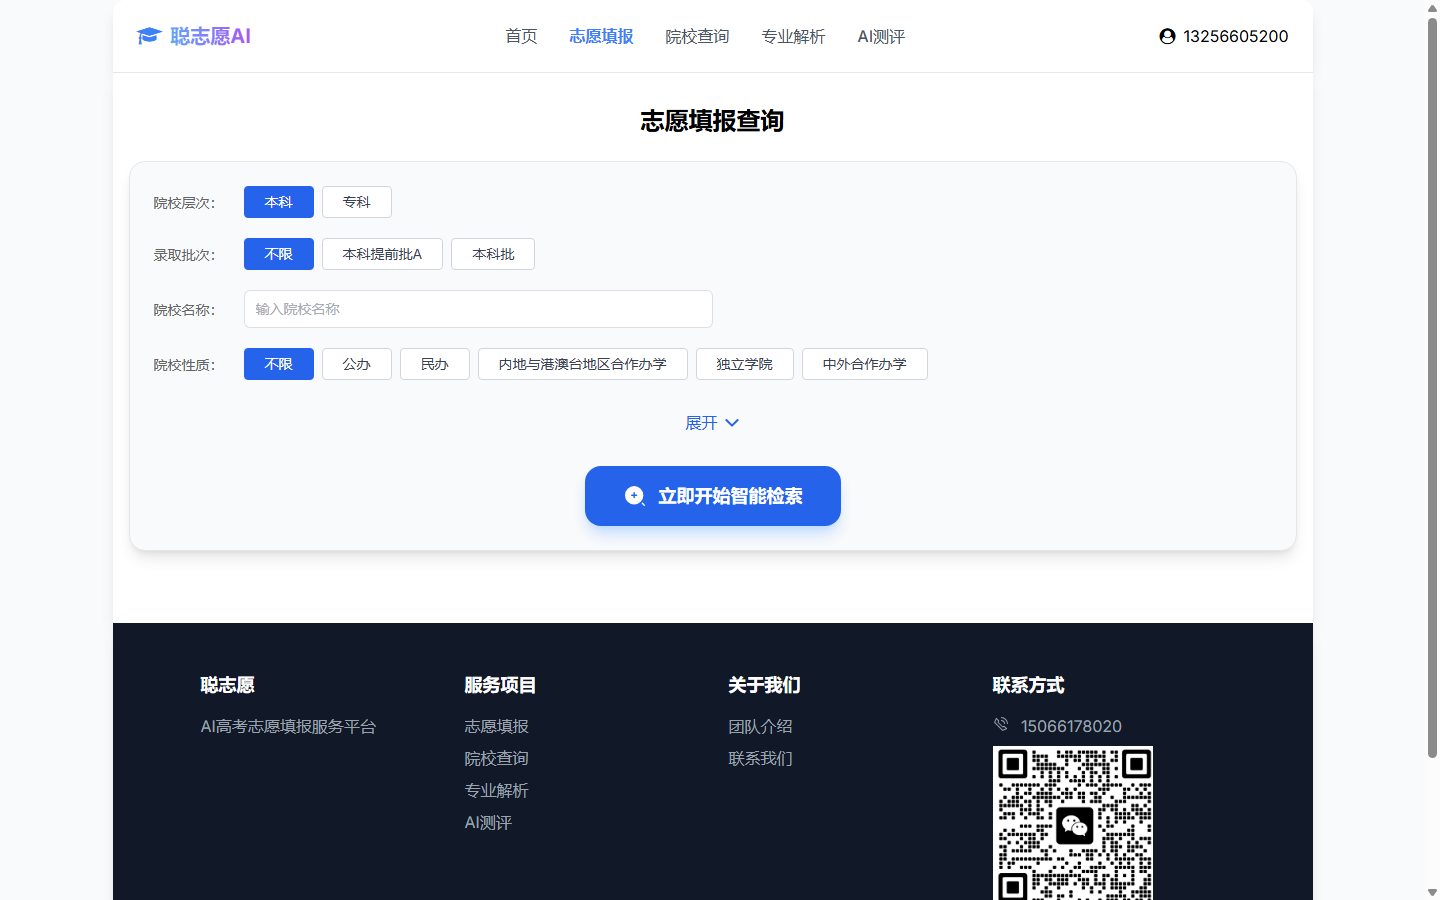 聪志愿AI
首页 志愿填报 院校查询 专业解析 AI测评
13256605200
志愿填报查询
院校层次： 本科 专科
录取批次： 不限 本科提前批A 本科批
院校名称： 输入院校名称
院校性质： 不限 公办 民办 内地与港澳台地区合作办学 独立学院 中外合作办学
展开
立即开始智能检索
聪志愿 服务项目 关于我们 联系方式
AI高考志愿填报服务平台 志愿填报 团队介绍 15066178020
院校查询 联系我们
专业解析
AI测评